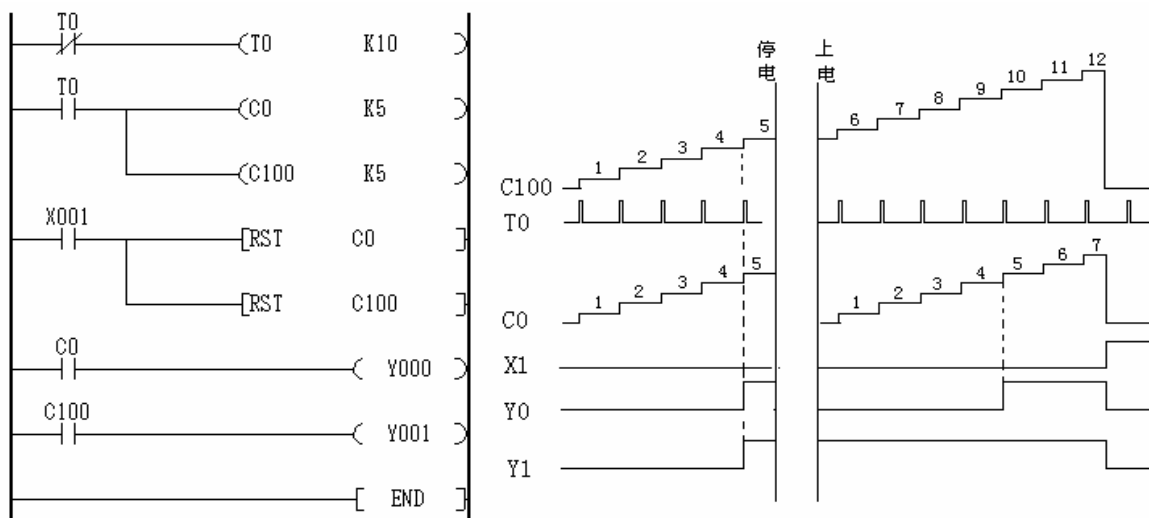 T0
T0 K10
T0
C0 K5
C100 K5
X001
RST C0
RST C100
C0
Y000
C100
Y001
END
停电
上电
C100
1 2 3 4 5 6 7 8 9 10 11 12
T0
C0
1 2 3 4 5 1 2 3 4 5 6 7
X1
Y0
Y1